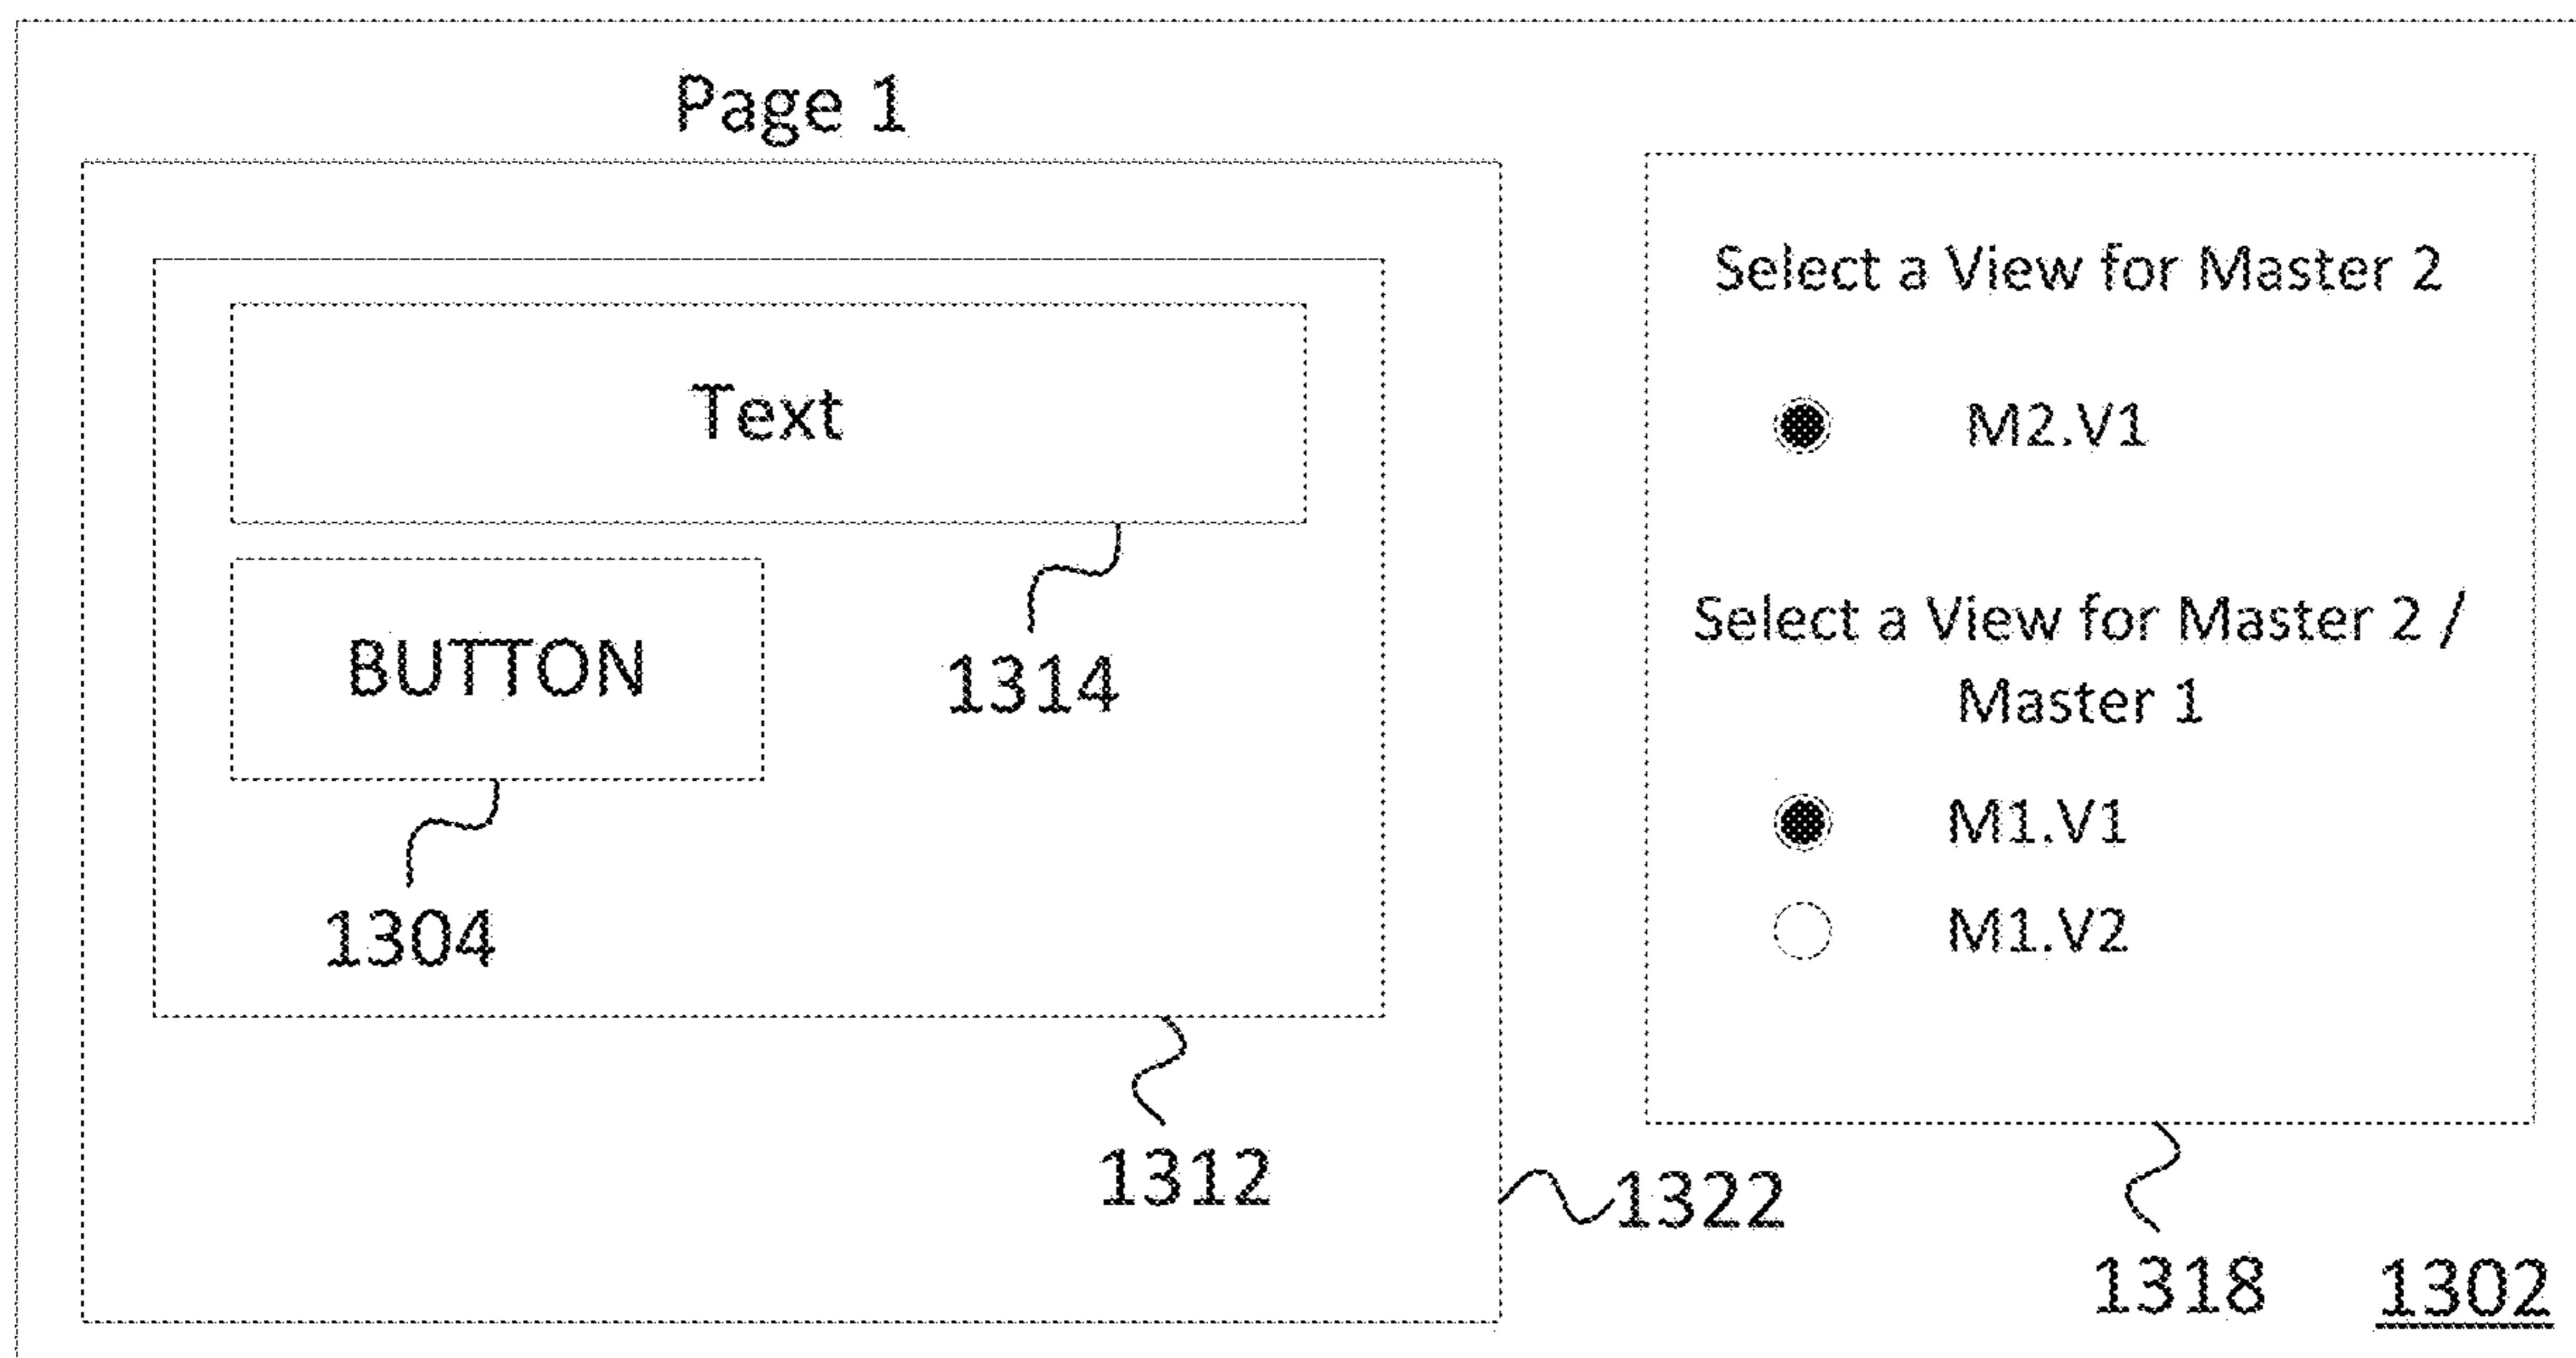 Page 1
Text
1314
BUTTON
1304
1312
1322
Select a View for Master 2
M2.V1
Select a View for Master 2 /
Master 1
M1.V1
M1.V2
1318
1302